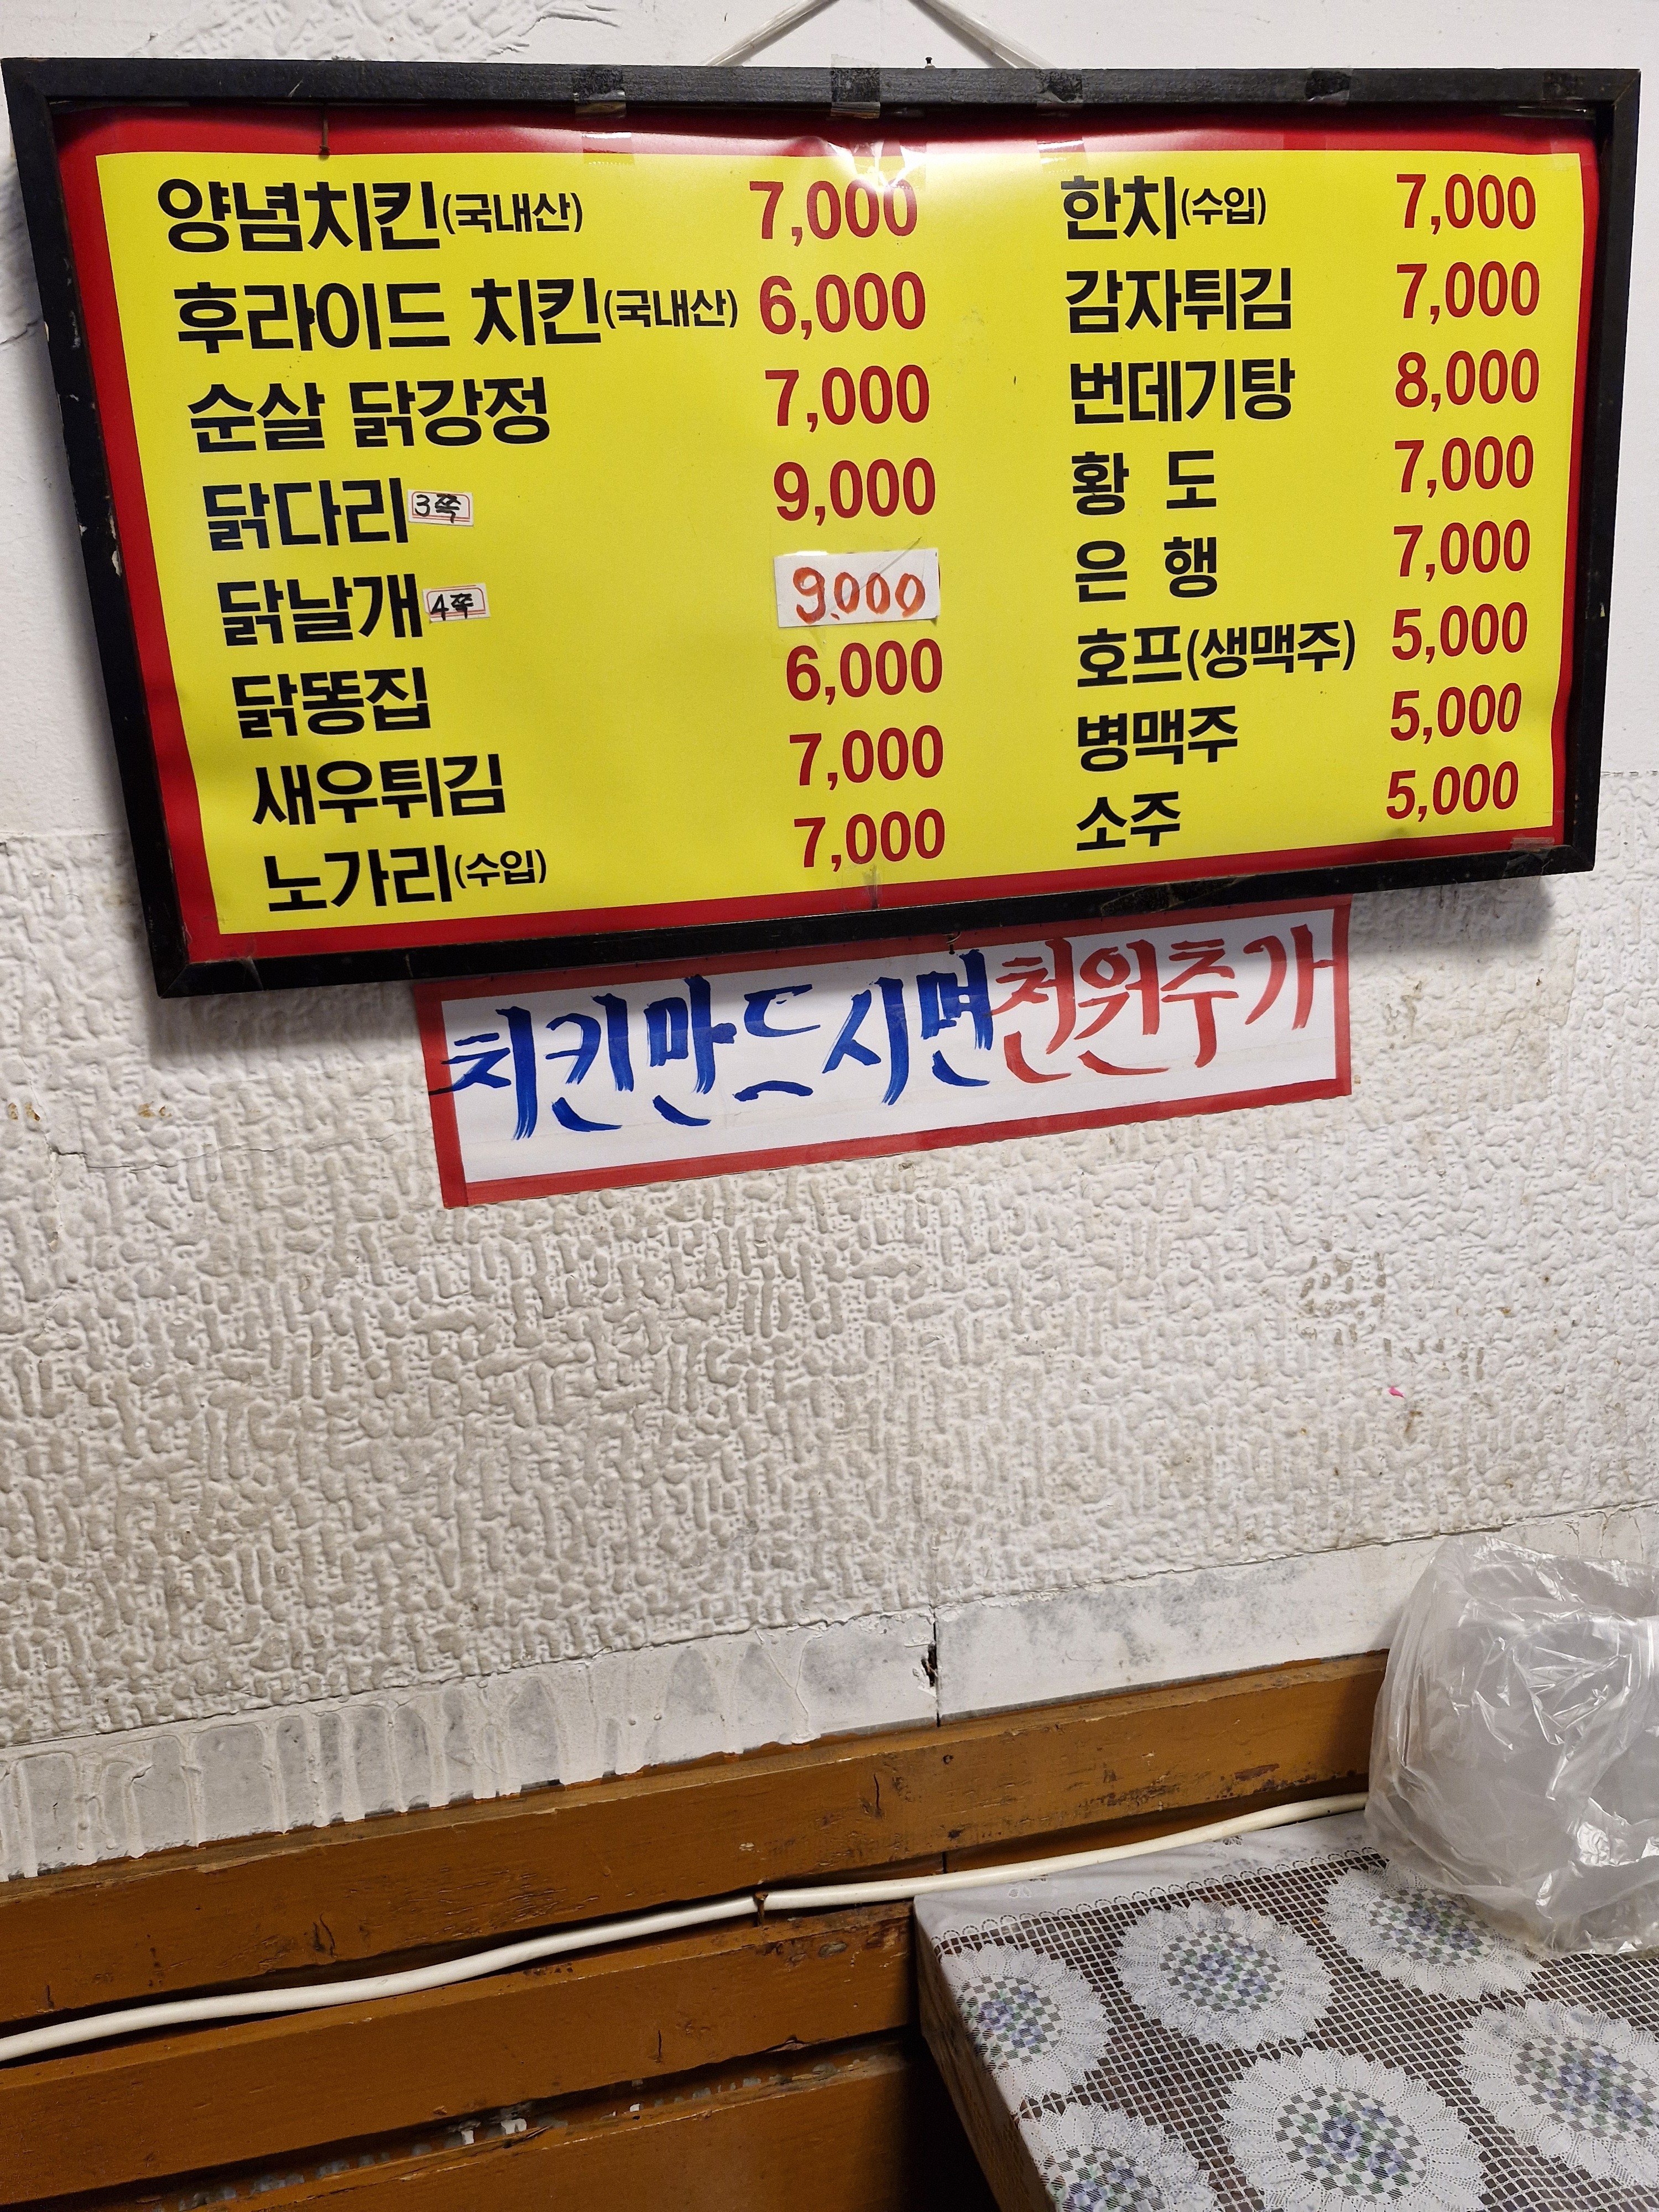 양념치킨(국내산) 7,000
후라이드 치킨(국내산) 6,000
순살 닭강정 7,000
닭다리 3쪽 9,000
닭날개 4쪽 9.000
닭똥집 6,000
새우튀김 7,000
노가리(수입) 7,000
한치(수입) 7,000
감자튀김 7,000
번데기탕 8,000
황 도 7,000
은 행 7,000
호프(생맥주) 5,000
병맥주 5,000
소주 5,000
치킨만드시면천원추가